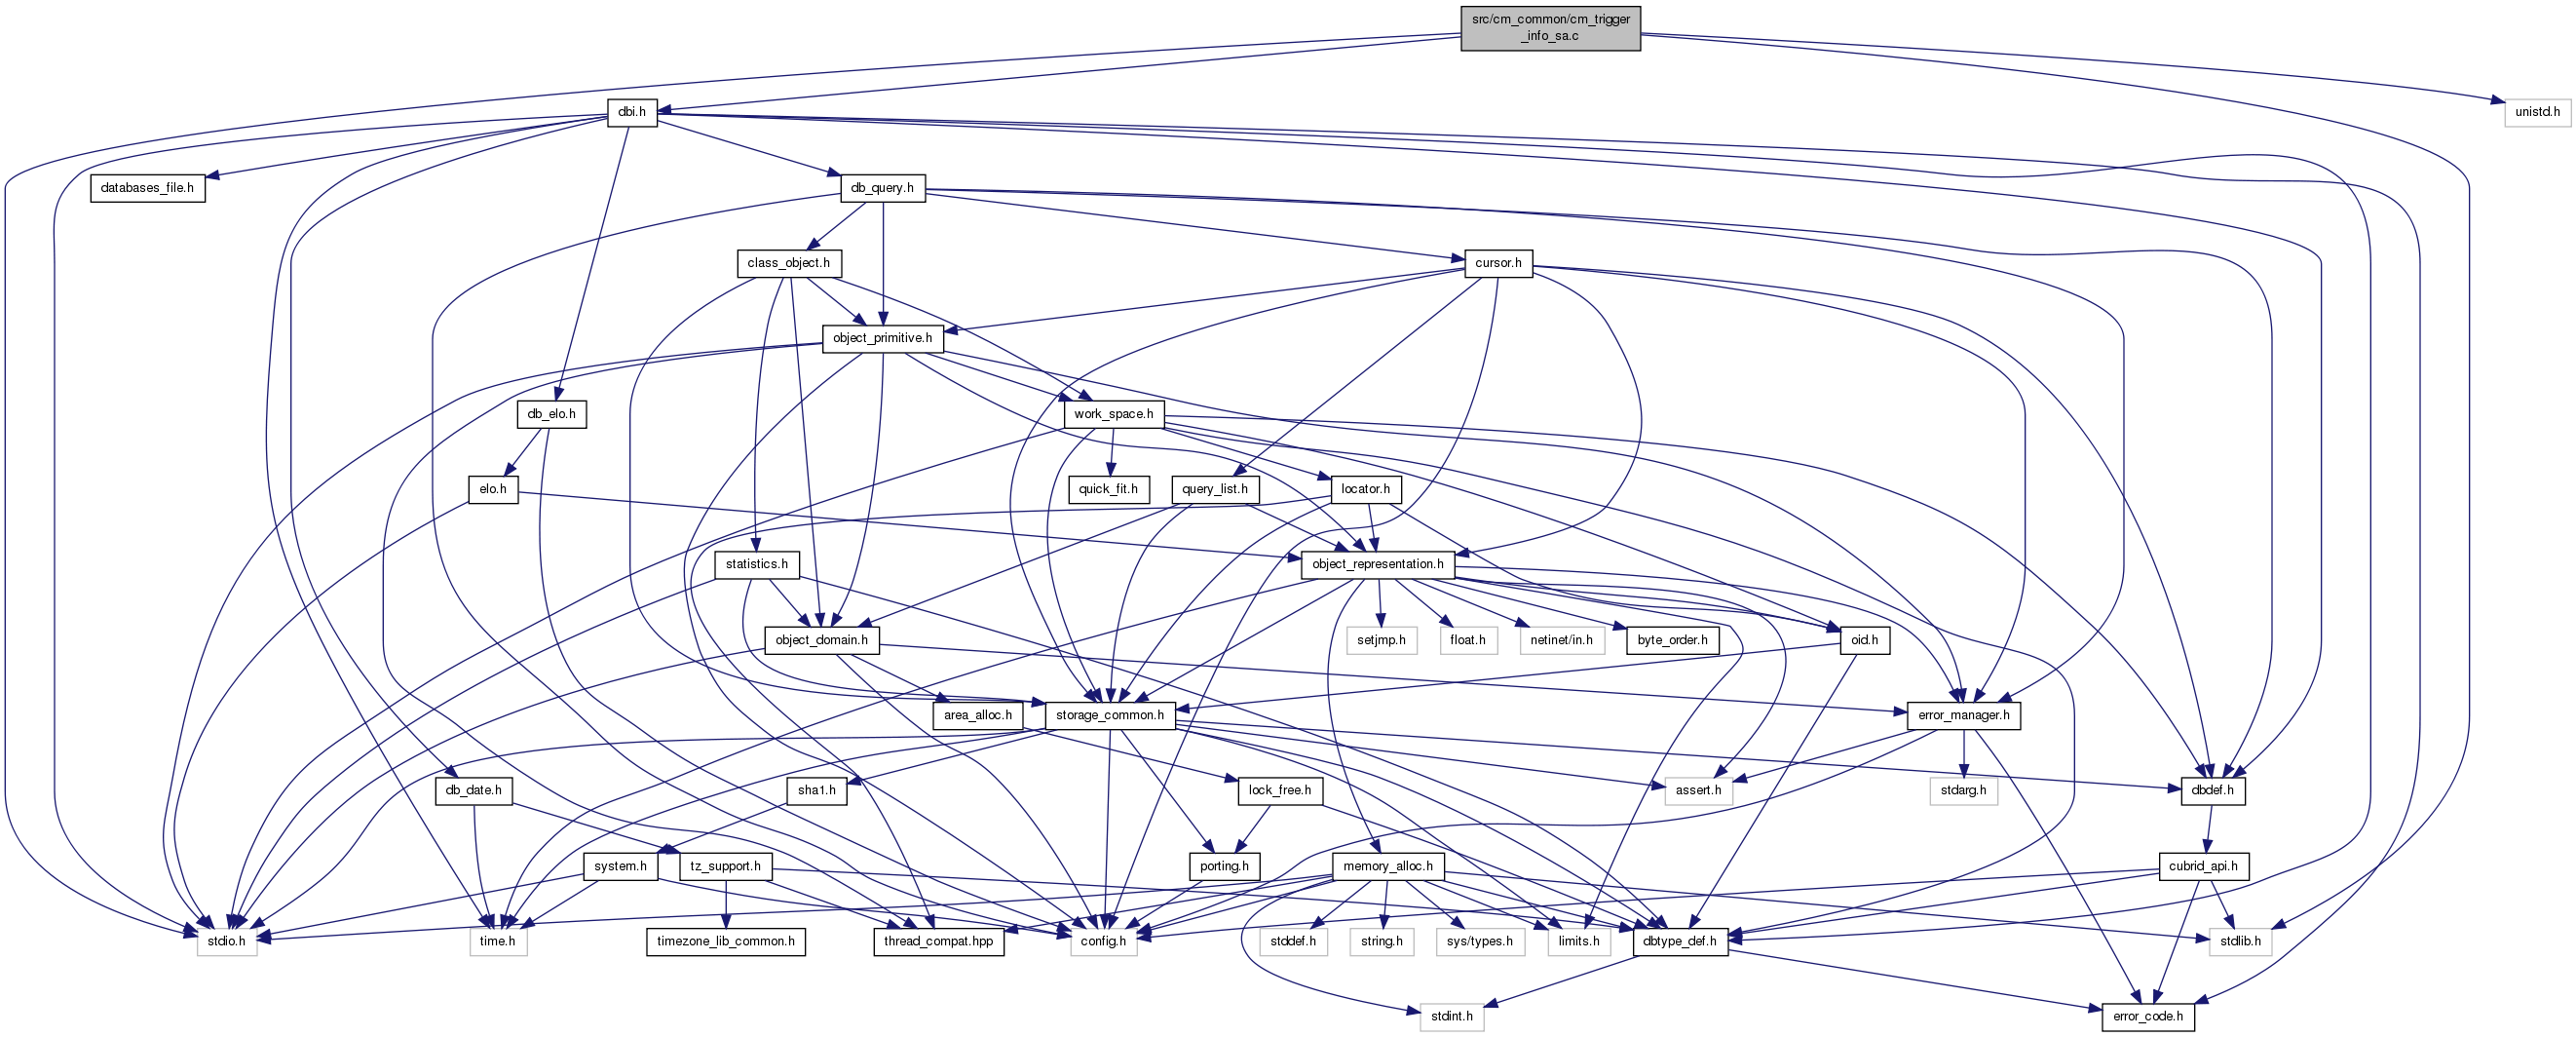 src/cm_common/cm_trigger
_info_sa.c
dbi.h
unistd.h
databases_file.h
db_query.h
class_object.h
cursor.h
object_primitive.h
db_elo.h
work_space.h
elo.h
quick_fit.h
query_list.h
locator.h
statistics.h
object_representation.h
object_domain.h
setjmp.h
float.h
netinet/in.h
byte_order.h
oid.h
area_alloc.h
storage_common.h
error_manager.h
db_date.h
sha1.h
lock_free.h
assert.h
stdarg.h
dbdef.h
system.h
tz_support.h
porting.h
memory_alloc.h
cubrid_api.h
stdio.h
time.h
timezone_lib_common.h
thread_compat.hpp
config.h
stddef.h
string.h
sys/types.h
limits.h
dbtype_def.h
stdlib.h
stdint.h
error_code.h